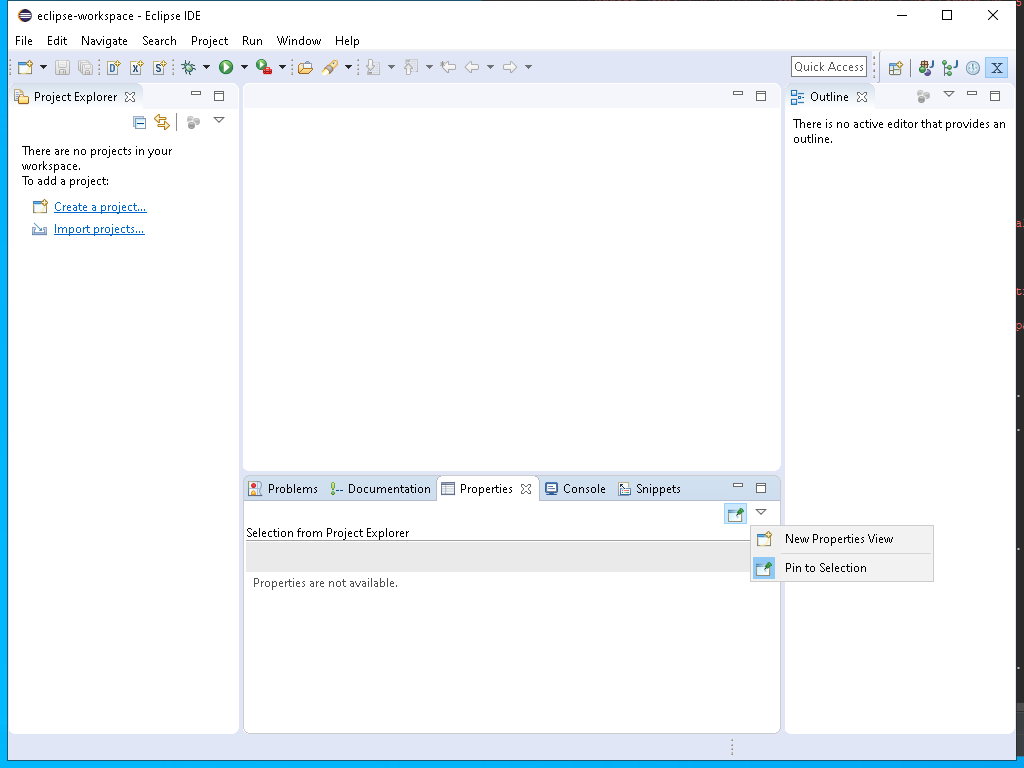 eclipse-workspace - Eclipse IDE
File Edit Navigate Search Project Run Window Help
Quick Access
Project Explorer
There are no projects in your
workspace.
To add a project:
Create a project...
Import projects...
Outline
There is no active editor that provides an
outline.
Problems Documentation Properties Console Snippets
Selection from Project Explorer
Properties are not available.
New Properties View
Pin to Selection